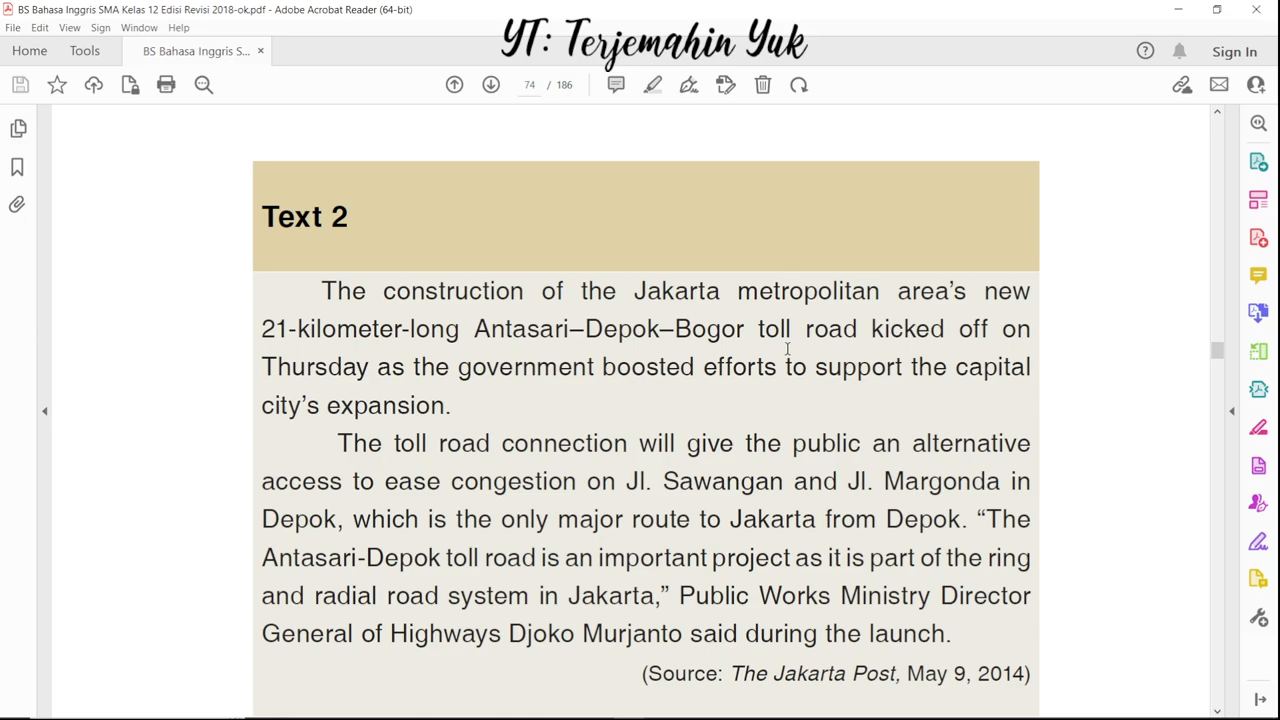 BS Bahasa Inggris SMA Kelas 12 Edisi Revisi 2018-ok.pdf - Adobe Acrobat Reader (64-bit)
YT: Terjemahin Yuk
File Edit View Sign Window Help
Home Tools BS Bahasa Inggris S... × Sign In
74 / 186
Text 2
The construction of the Jakarta metropolitan area’s new
21-kilometer-long Antasari–Depok–Bogor toll road kicked off on
Thursday as the government boosted efforts to support the capital
city’s expansion.
The toll road connection will give the public an alternative
access to ease congestion on Jl. Sawangan and Jl. Margonda in
Depok, which is the only major route to Jakarta from Depok. “The
Antasari-Depok toll road is an important project as it is part of the ring
and radial road system in Jakarta,” Public Works Ministry Director
General of Highways Djoko Murjanto said during the launch.
(Source: The Jakarta Post, May 9, 2014)